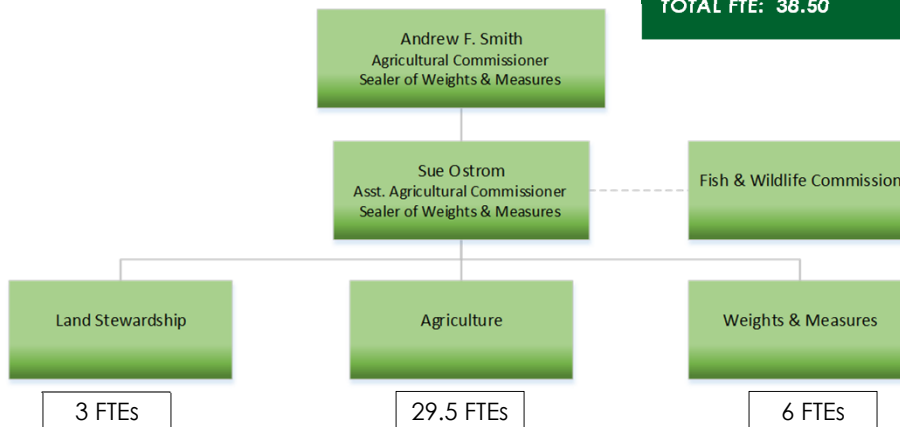 TOTAL FTE: 38.50
Andrew F. Smith
Agricultural Commissioner
Sealer of Weights & Measures
Sue Ostrom
Asst. Agricultural Commissioner
Sealer of Weights & Measures
Fish & Wildlife Commission
Land Stewardship
Agriculture
Weights & Measures
3 FTEs
29.5 FTEs
6 FTEs